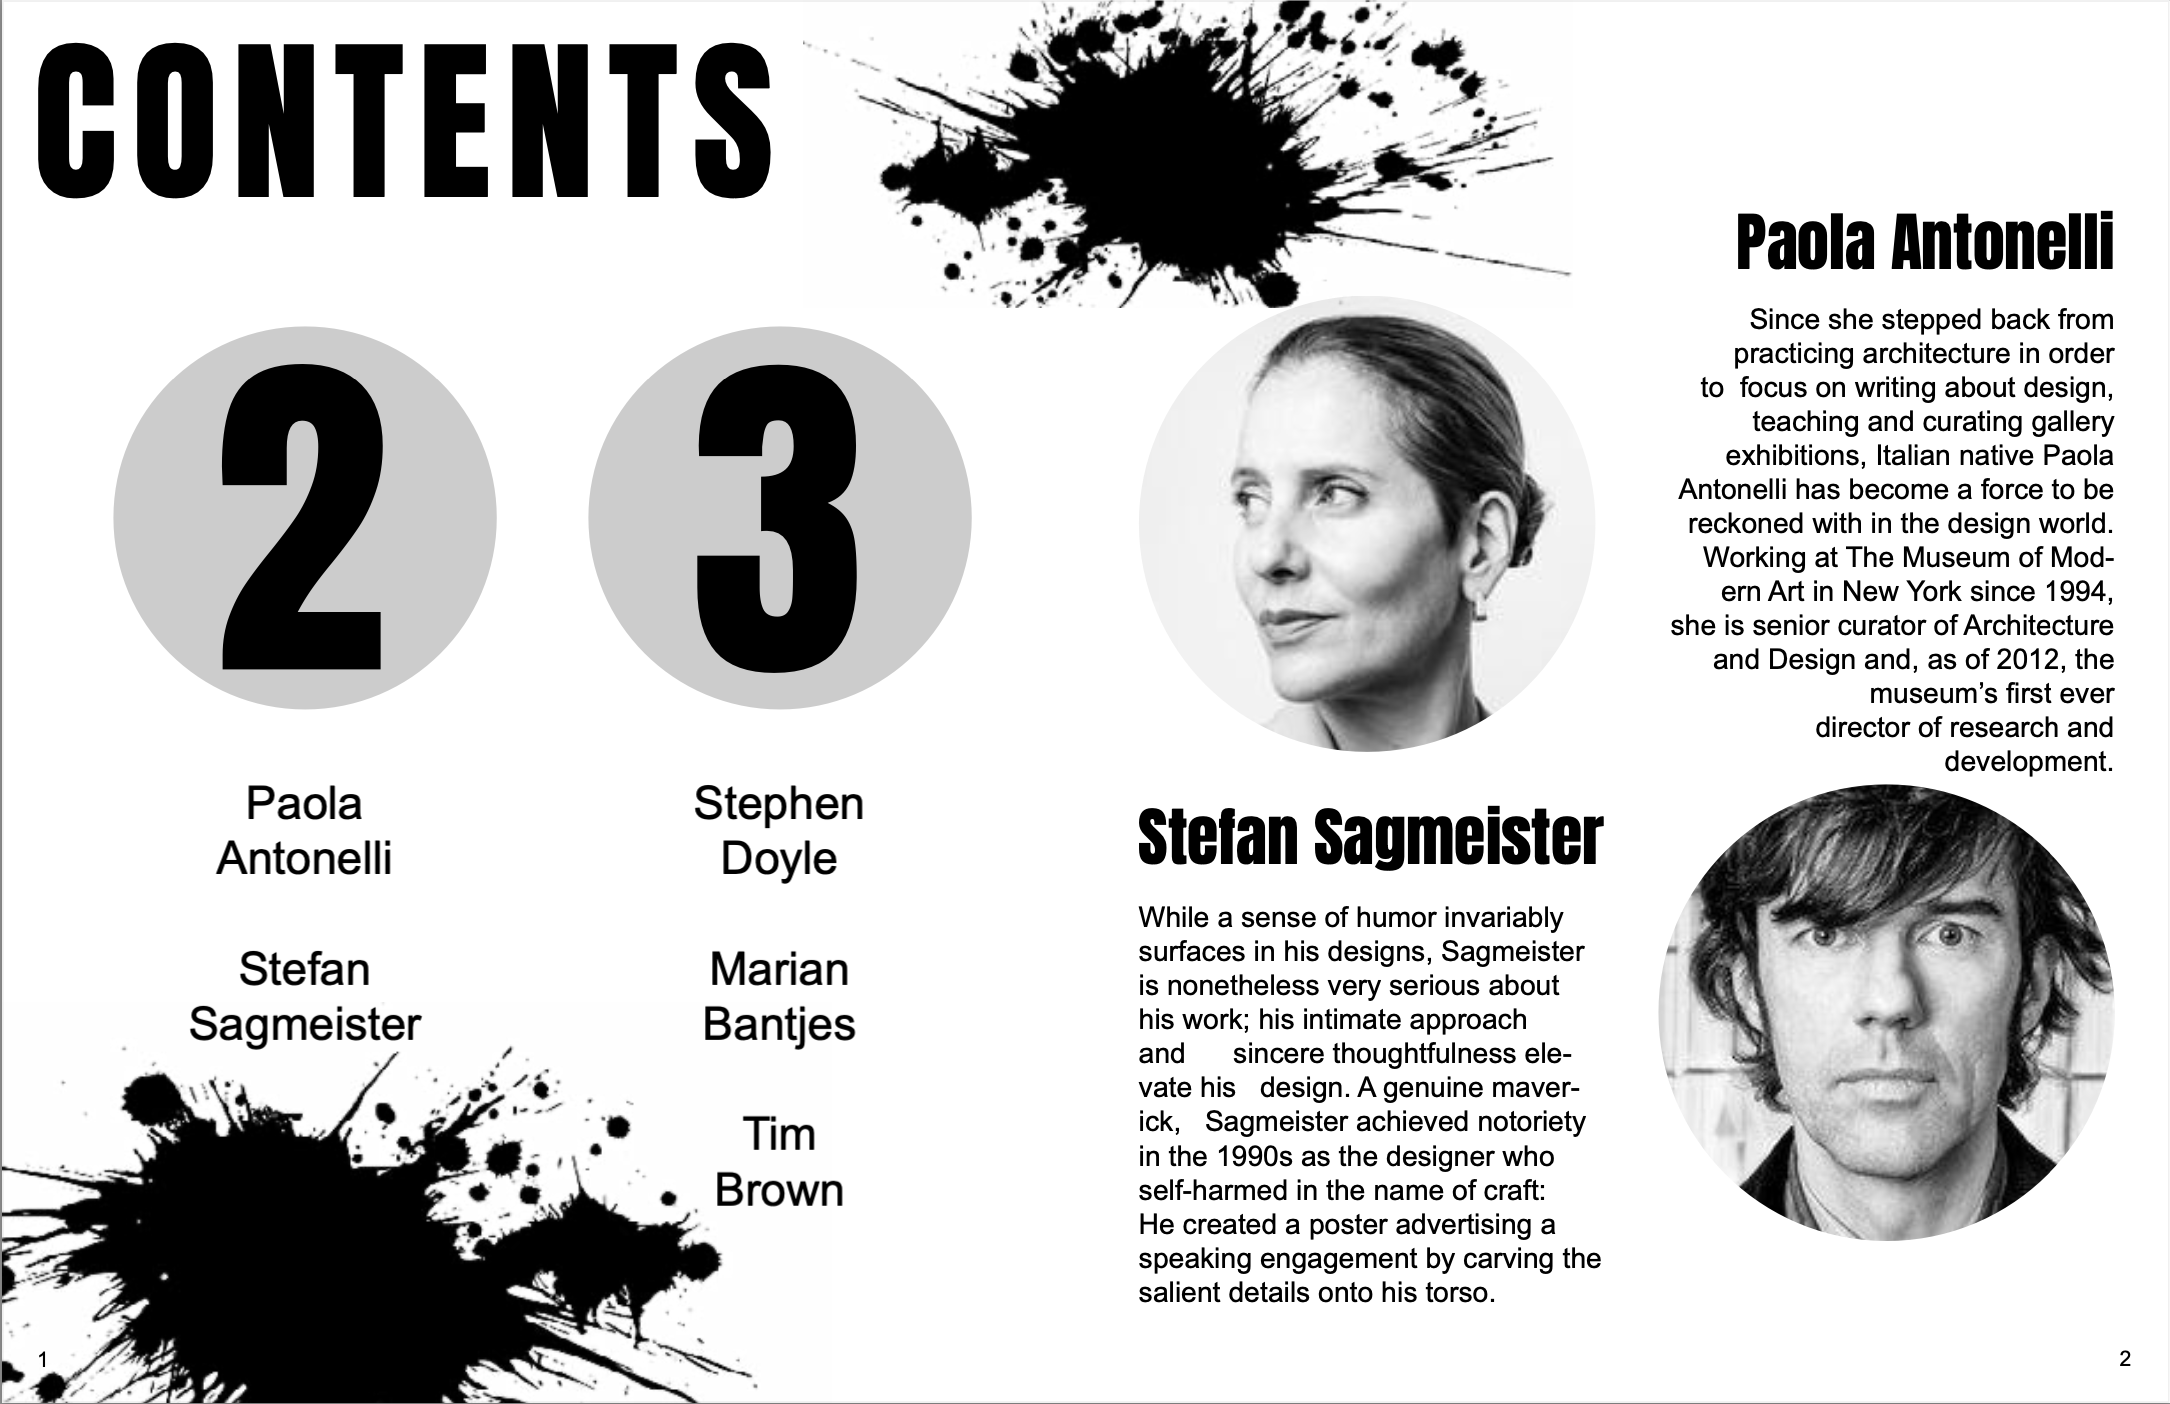 CONTENTS
2
Paola
Antonelli
Stefan
Sagmeister
3
Stephen
Doyle
Marian
Bantjes
Tim
Brown
1
Paola Antonelli
Since she stepped back from
practicing architecture in order
to  focus on writing about design,
teaching and curating gallery
exhibitions, Italian native Paola
Antonelli has become a force to be
reckoned with in the design world.
Working at The Museum of Mod-
ern Art in New York since 1994,
she is senior curator of Architecture
and Design and, as of 2012, the
museum’s first ever
director of research and
development.
Stefan Sagmeister
While a sense of humor invariably
surfaces in his designs, Sagmeister
is nonetheless very serious about
his work; his intimate approach
and      sincere thoughtfulness ele-
vate his   design. A genuine maver-
ick,   Sagmeister achieved notoriety
in the 1990s as the designer who
self-harmed in the name of craft:
He created a poster advertising a
speaking engagement by carving the
salient details onto his torso.
2